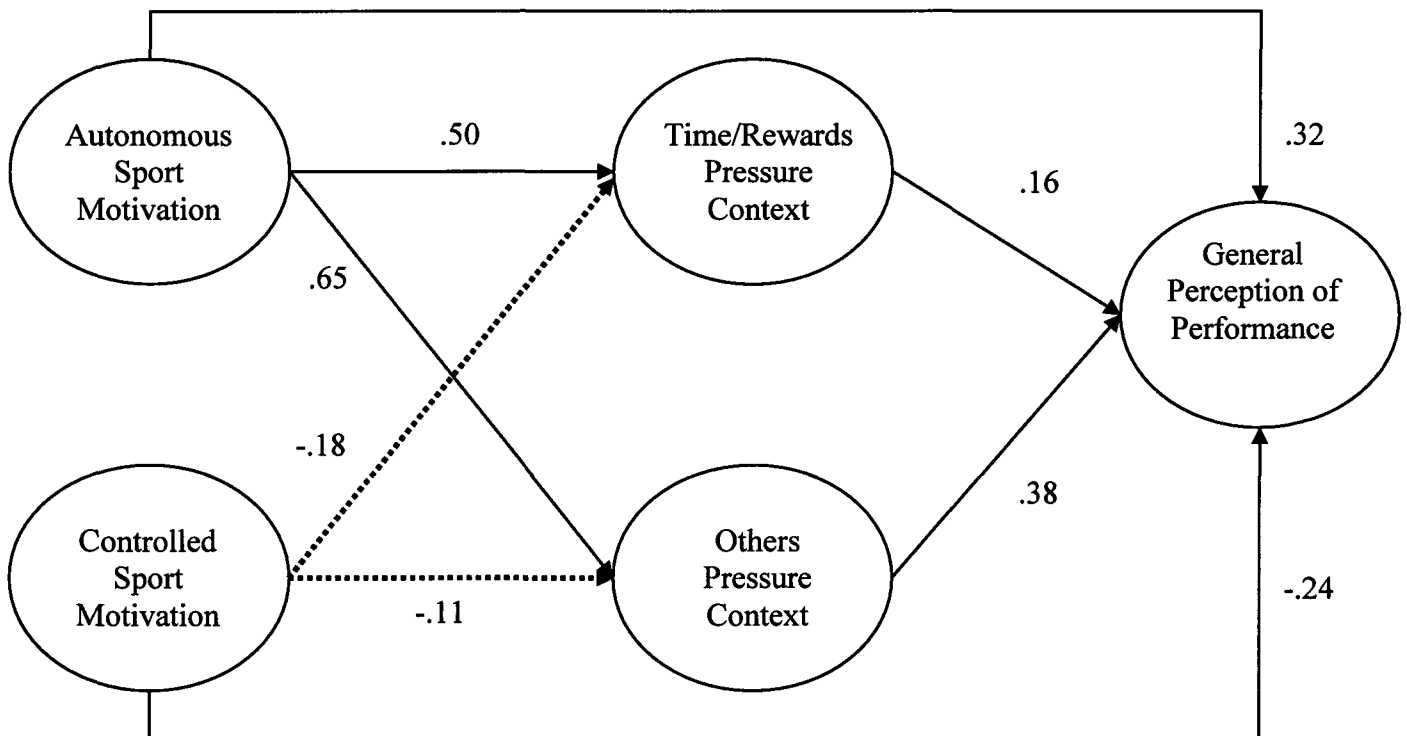 Autonomous
Sport
Motivation
.50
Time/Rewards
Pressure
Context
.32
.16
General
Perception of
Performance
.65
-.18
.38
Controlled
Sport
Motivation
-.11
Others
Pressure
Context
-.24